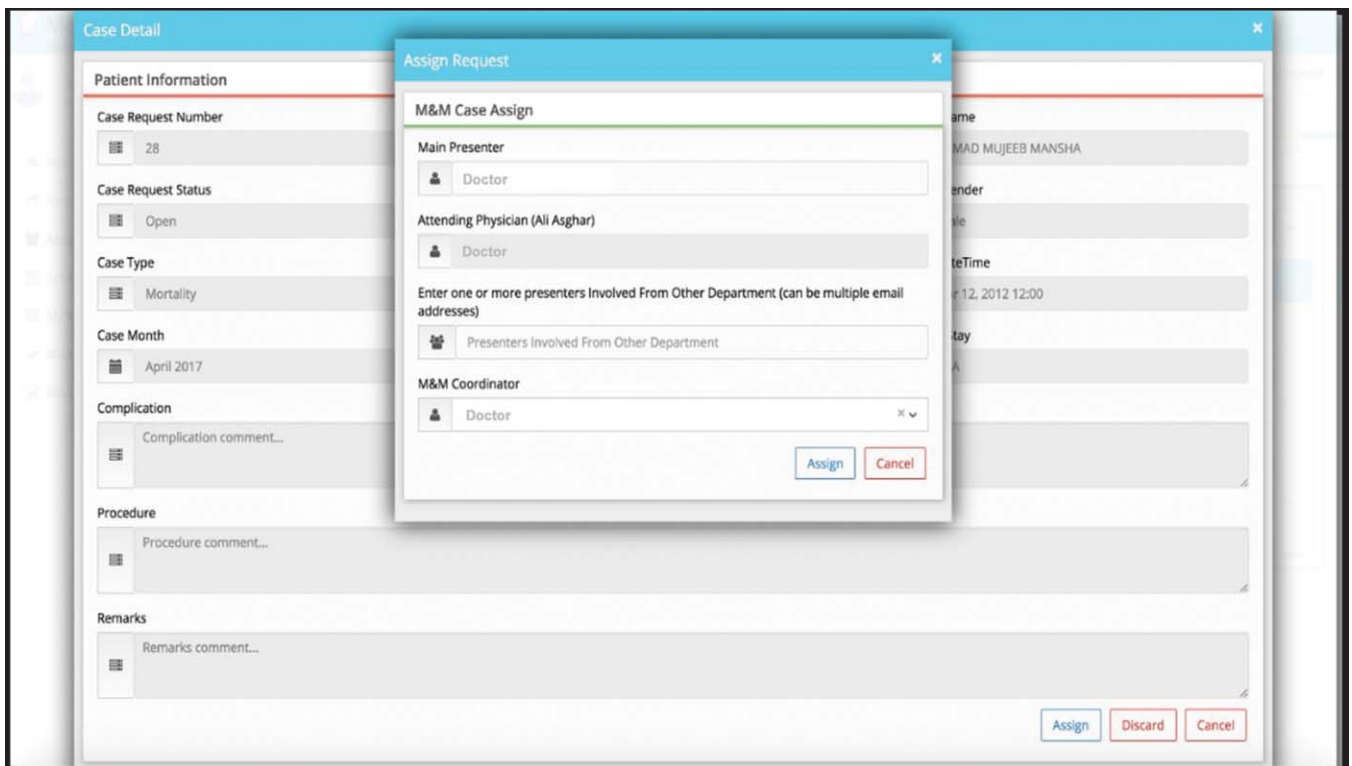 Case Detail
×
Assign Request
×
Patient Information
M&M Case Assign
Case Request Number
28
Main Presenter
Doctor
ame
MAD MUJEEB MANSHA
Case Request Status
Open
Attending Physician (Ali Asghar)
Doctor
ender
ale
Case Type
Mortality
Enter one or more presenters Involved From Other Department (can be multiple email
addresses)
Presenters Involved From Other Department
teTime
r 12, 2012 12:00
Case Month
April 2017
M&M Coordinator
Doctor
× 
tay
A
Complication
Complication comment...
Assign
Cancel
Procedure
Procedure comment...
Remarks
Remarks comment...
Assign
Discard
Cancel